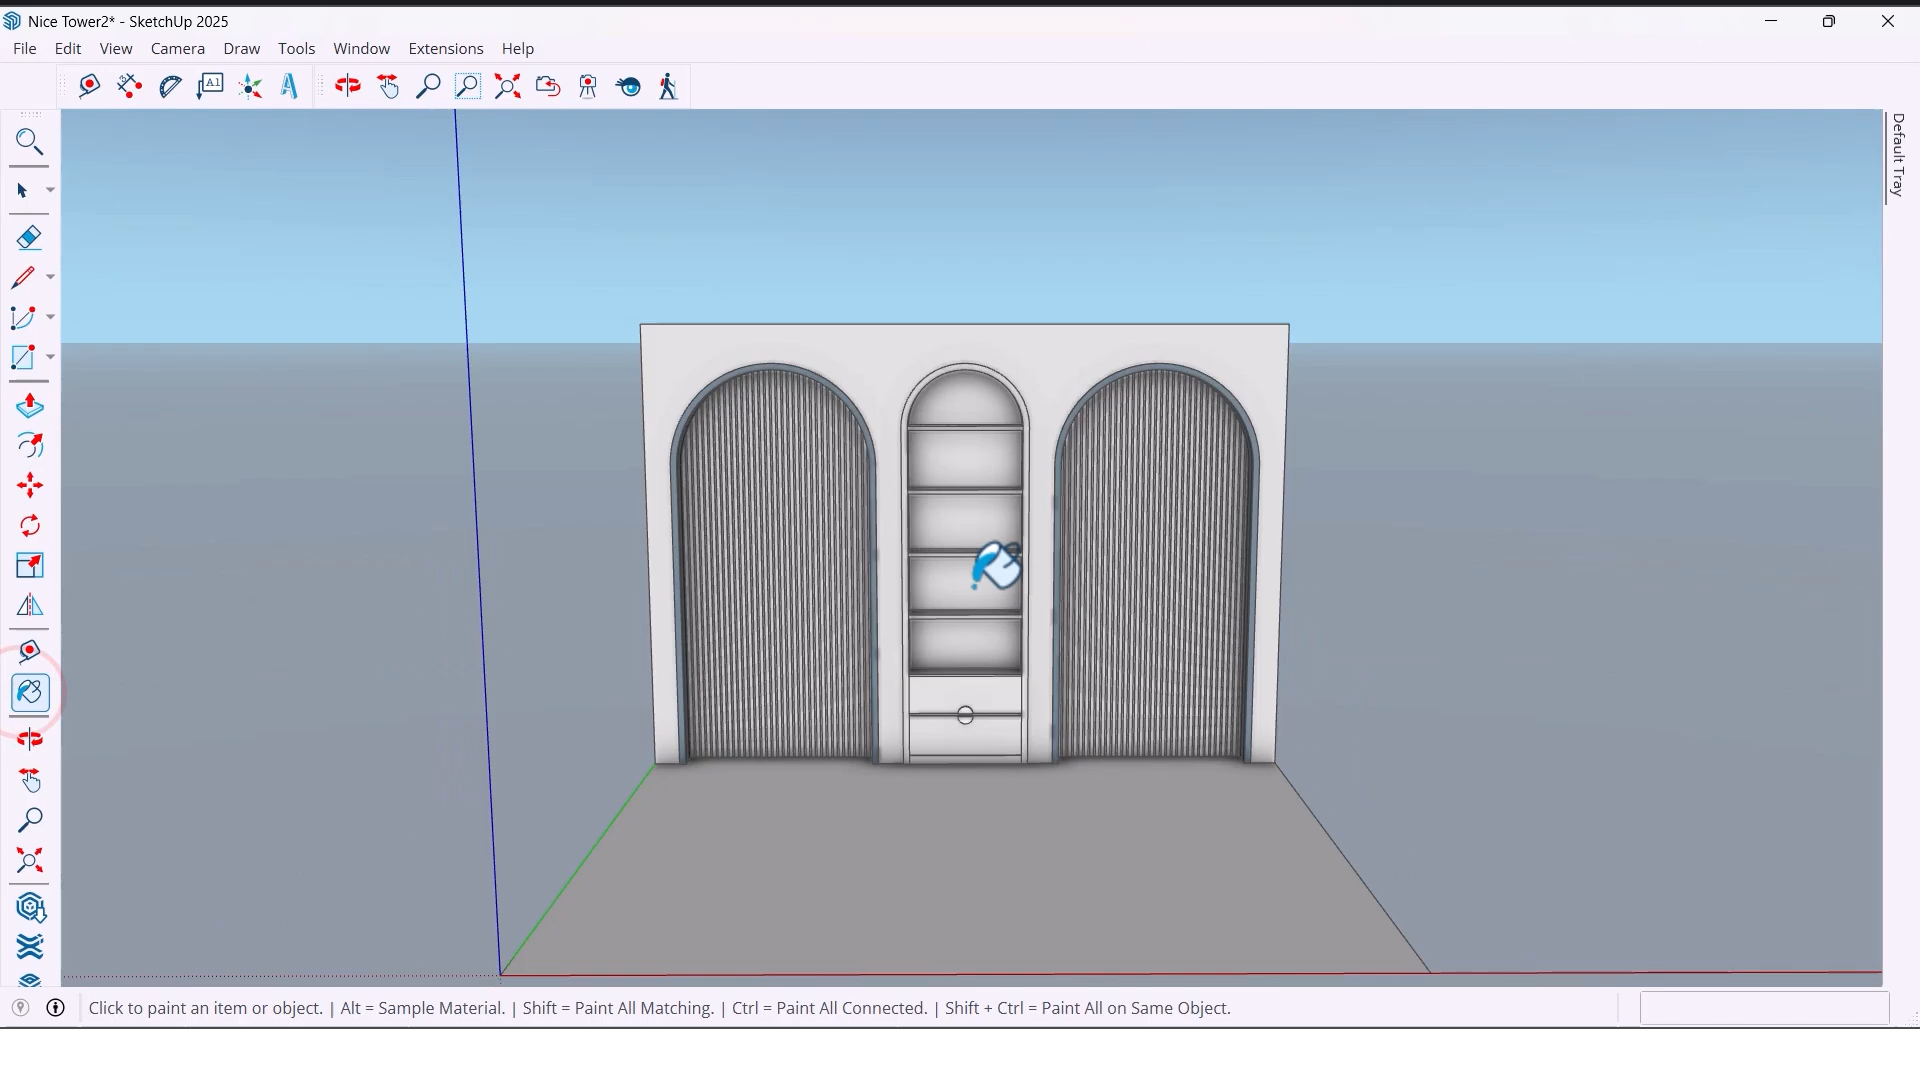 Nice Tower2* - SketchUp 2025
File Edit View Camera Draw Tools Window Extensions Help
A1
Default Tray
Click to paint an item or object. | Alt = Sample Material. | Shift = Paint All Matching. | Ctrl = Paint All Connected. | Shift + Ctrl = Paint All on Same Object.